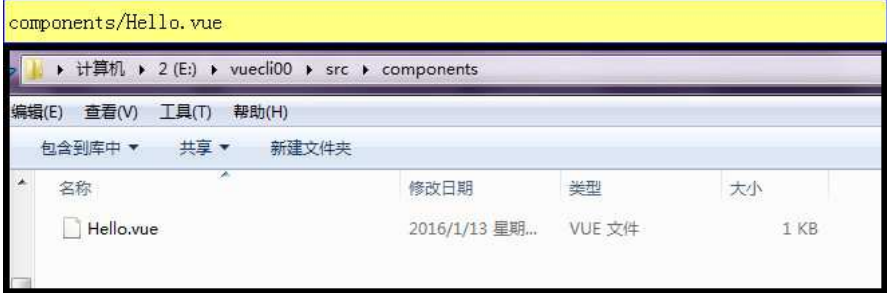 components/Hello.vue
计算机 2 (E:) vuecli00 src components
编辑(E) 查看(V) 工具(T) 帮助(H)
包含到库中 共享 新建文件夹
名称 修改日期 类型 大小
Hello.vue 2016/1/13 星期... VUE 文件 1 KB